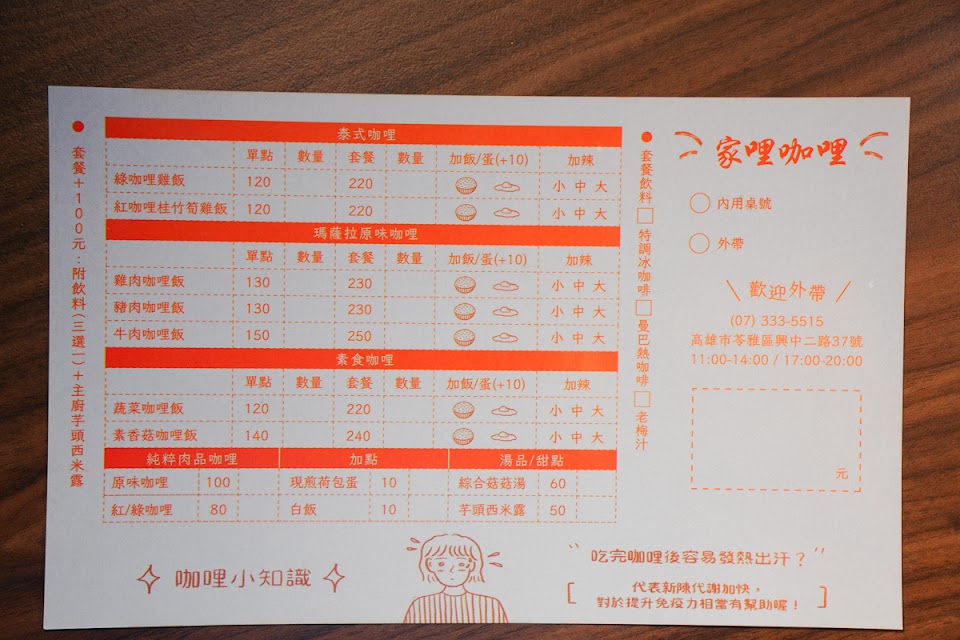 套餐+100元:附飲料(三選一)+主廚芋頭西米露
泰式咖哩
單點 數量 套餐 數量 加飯/蛋(+10) 加辣
綠咖哩雞飯 120 220 小 中 大
紅咖哩桂竹筍雞飯 120 220 小 中 大
瑪薩拉原味咖哩
單點 數量 套餐 數量 加飯/蛋(+10) 加辣
雞肉咖哩飯 130 230 小 中 大
豬肉咖哩飯 130 230 小 中 大
牛肉咖哩飯 150 250 小 中 大
素食咖哩
單點 數量 套餐 數量 加飯/蛋(+10) 加辣
蔬菜咖哩飯 120 220 小 中 大
素香菇咖哩飯 140 240 小 中 大
純粹肉品咖哩 加點 湯品/甜點
原味咖哩 100 現煎荷包蛋 10 綜合菇菇湯 60
紅/綠咖哩 80 白飯 10 芋頭西米露 50
套餐飲料□特調冰咖啡□曼巴熱咖啡□老梅汁
家哩咖哩
內用桌號
外帶
\ 歡迎外帶 /
(07) 333-5515
高雄市苓雅區興中二路37號
11:00-14:00 / 17:00-20:00
元
咖哩小知識
"吃完咖哩後容易發熱出汗?"
[代表新陳代謝加快,
對於提升免疫力相當有幫助喔!]